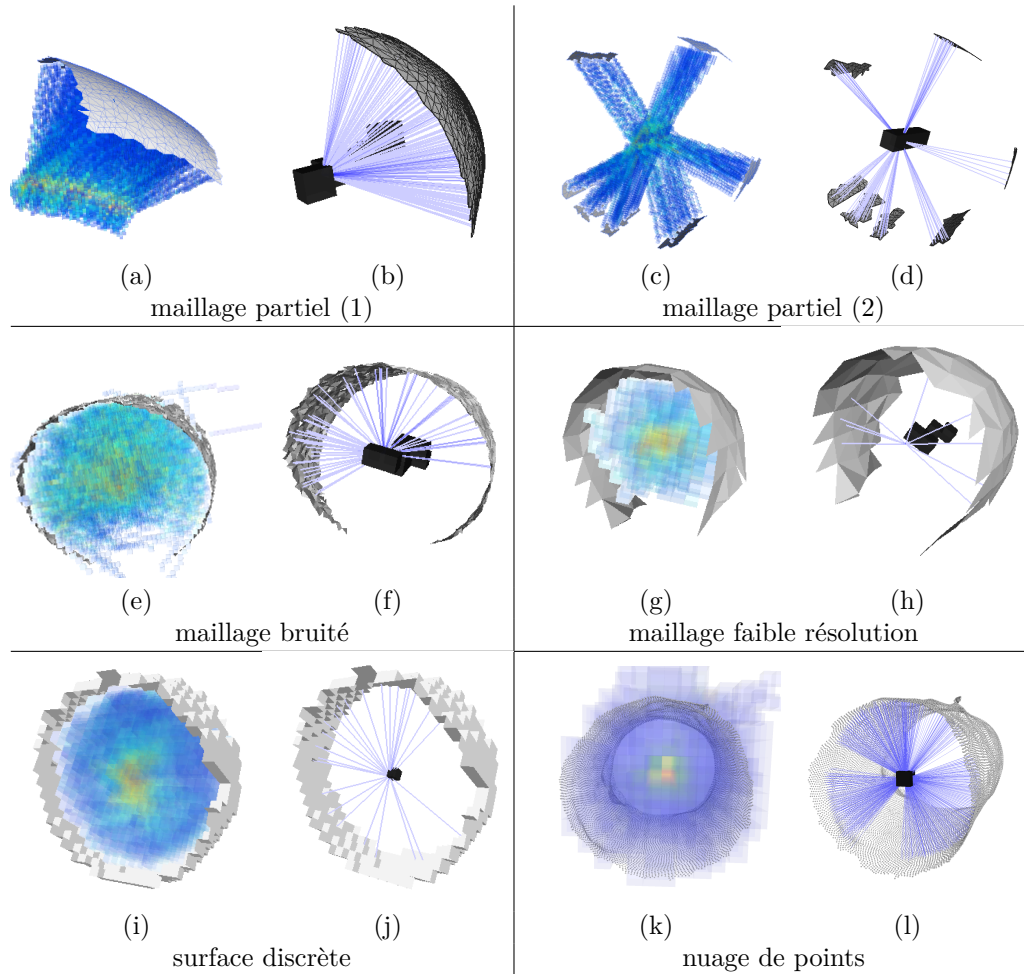 (a) (b) (c) (d)
maillage partiel (1) maillage partiel (2)
(e) (f) (g) (h)
maillage bruité maillage faible résolution
(i) (j) (k) (l)
surface discrète nuage de points